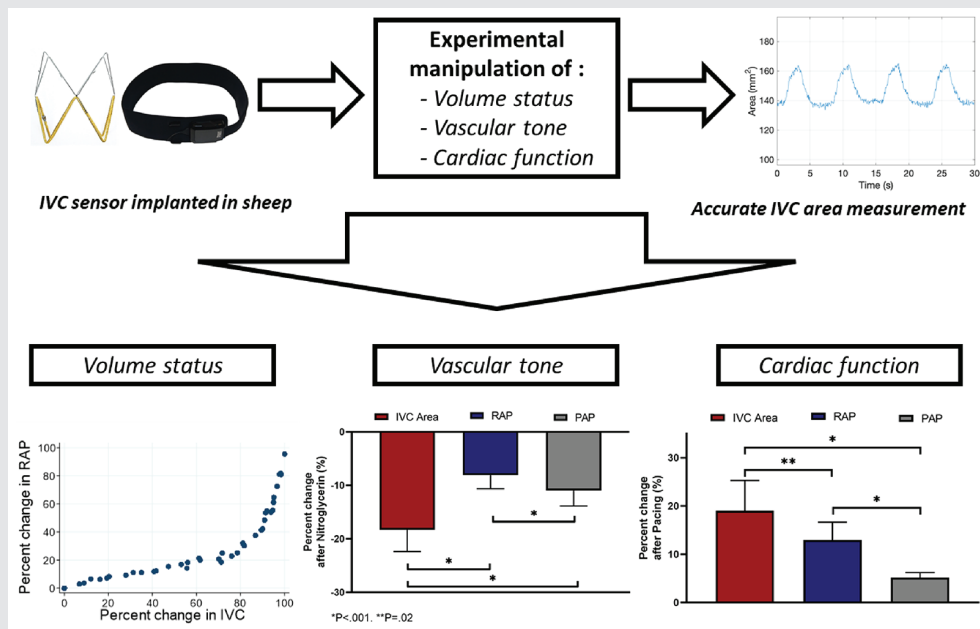 Experimental
manipulation of :
- Volume status
- Vascular tone
- Cardiac function
IVC sensor implanted in sheep
Area (mm²)
160
140
120
100
0 5 10 15 20 25 30
Time (s)
Accurate IVC area measurement
Volume status
Percent change in RAP
100
80
60
40
20
0
0 20 40 60 80 100
Percent change in IVC
Vascular tone
IVC Area RAP PAP
Percent change
after Nitroglycerin (%)
0
-10
-20
-30
*
*
*
*P<.001. **P=.02
Cardiac function
IVC Area RAP PAP
Percent change
after Pacing (%)
30
20
10
0
*
**
*